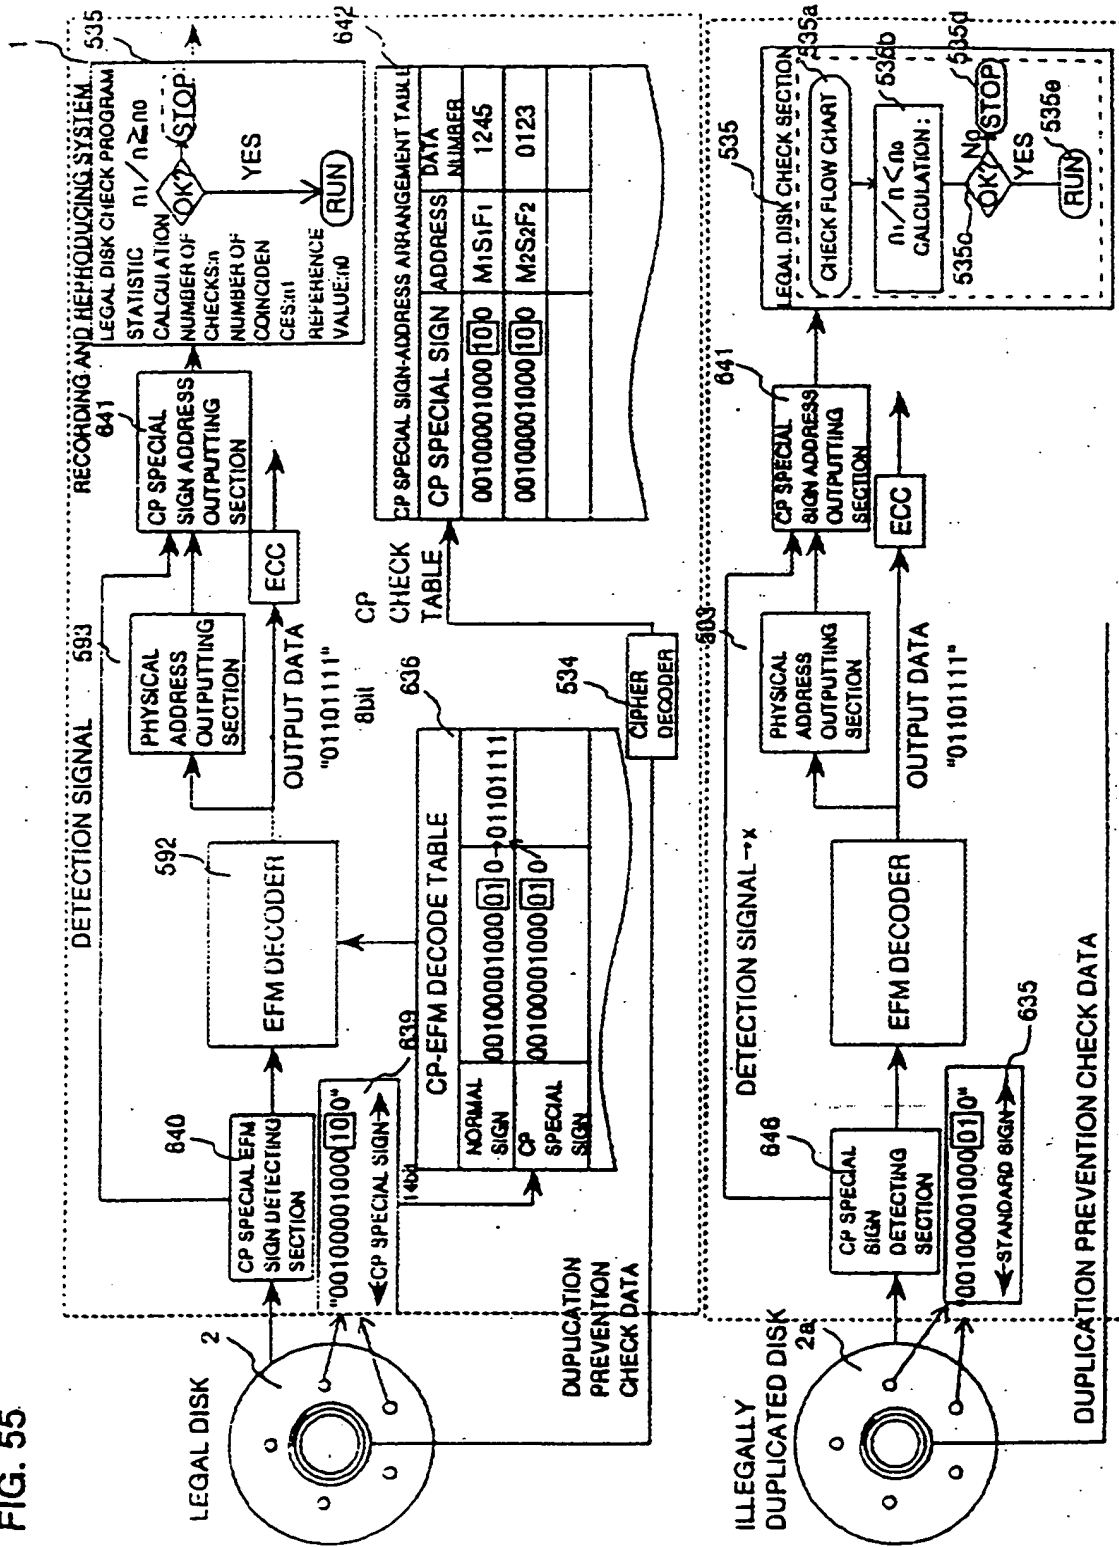 FIG. 55
LEGAL DISK
2
DUPLICATION
PREVENTION
CHECK DATA
DETECTION SIGNAL
640
CP SPECIAL EFM
SIGN DETECTING
SECTION
"00100001000100"
CP SPECIAL SIGN
639
592
EFM DECODER
593
PHYSICAL
ADDRESS
OUTPUTTING
SECTION
OUTPUT DATA
"01101111"
8bit
ECC
RECORDING AND REPRODUCING SYSTEM
1
641
CP SPECIAL
SIGN ADDRESS
OUTPUTTING
SECTION
535
LEGAL DISK CHECK PROGRAM
STATISTIC
CALCULATION
NUMBER OF
CHECKS:n
NUMBER OF
COINCIDEN
CES:n1
REFERENCE
VALUE:n0
n1/n≥n0
OK?
STOP
YES
RUN
636
CP-EFM DECODE TABLE
NORMAL
SIGN
00100001000010→01101111
CP
SPECIAL
SIGN
00100001000010
534
CIPHER
DECODER
CP
CHECK
TABLE
642
CP SPECIAL SIGN-ADDRESS ARRANGEMENT TABLE
CP SPECIAL SIGN ADDRESS DATA NUMBER
00100001000100 M1S1F1 1245
00100001000100 M2S2F2 0123
ILLEGALLY
DUPLICATED DISK
2a
DUPLICATION PREVENTION CHECK DATA
DETECTION SIGNAL→x
646
CP SPECIAL
SIGN
DETECTING
SECTION
00100001000010"
STANDARD SIGN
635
EFM DECODER
503
PHYSICAL
ADDRESS
OUTPUTTING
SECTION
OUTPUT DATA
"01101111"
ECC
641
CP SPECIAL
SIGN ADDRESS
OUTPUTTING
SECTION
LEGAL DISK CHECK SECTION
535
535a
CHECK FLOW CHART
535b
n1/n<n0
CALCULATION:
535c
OK?
No
STOP
535d
YES
RUN
535e